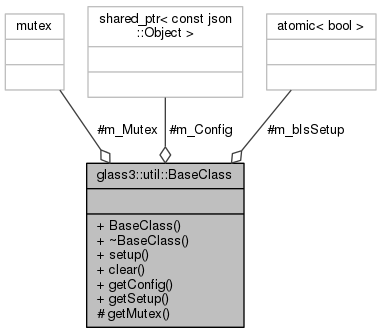 mutex
shared_ptr< const json
::Object >
atomic< bool >
#m_Mutex
#m_Config
#m_bIsSetup
glass3::util::BaseClass
+ BaseClass()
+ ~BaseClass()
+ setup()
+ clear()
+ getConfig()
+ getSetup()
# getMutex()